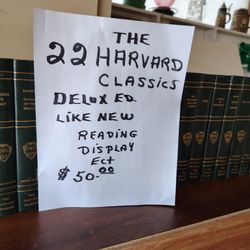 THE
22 HARVARD
CLASSICS
DELUX ED.
LIKE NEW
READING
DISPLAY
ECT
$50.00